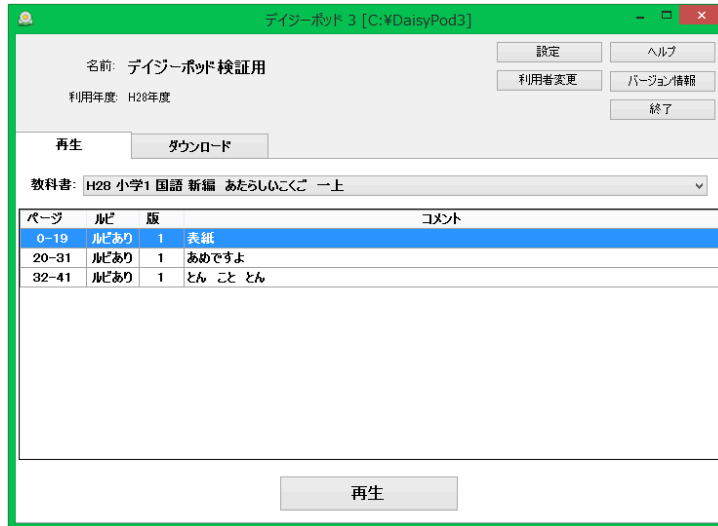 デイジーポッド 3 [C:¥DaisyPod3]
名前: デイジーポッド検証用
設定 ヘルプ
利用年度: H28年度
利用者変更 バージョン情報
終了
再生 ダウンロード
教科書: H28 小学1 国語 新編 あたらしいこくご 一上
ページ ルビ 版 コメント
0-19 ルビあり 1 表紙
20-31 ルビあり 1 あめですよ
32-41 ルビあり 1 とん こと とん
再生